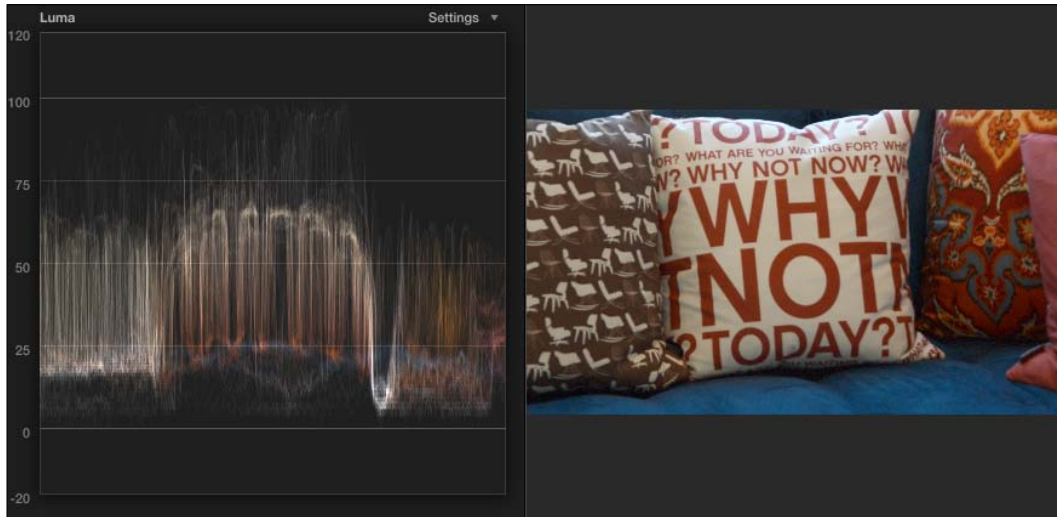 Luma
Settings
120
100
75
50
25
0
-20
? TODAY? T
OR? WHAT ARE YOU WAITING FOR? WHA
W? WHY NOT NOW? W
YWHYW
TNOTN
?TODAY?T